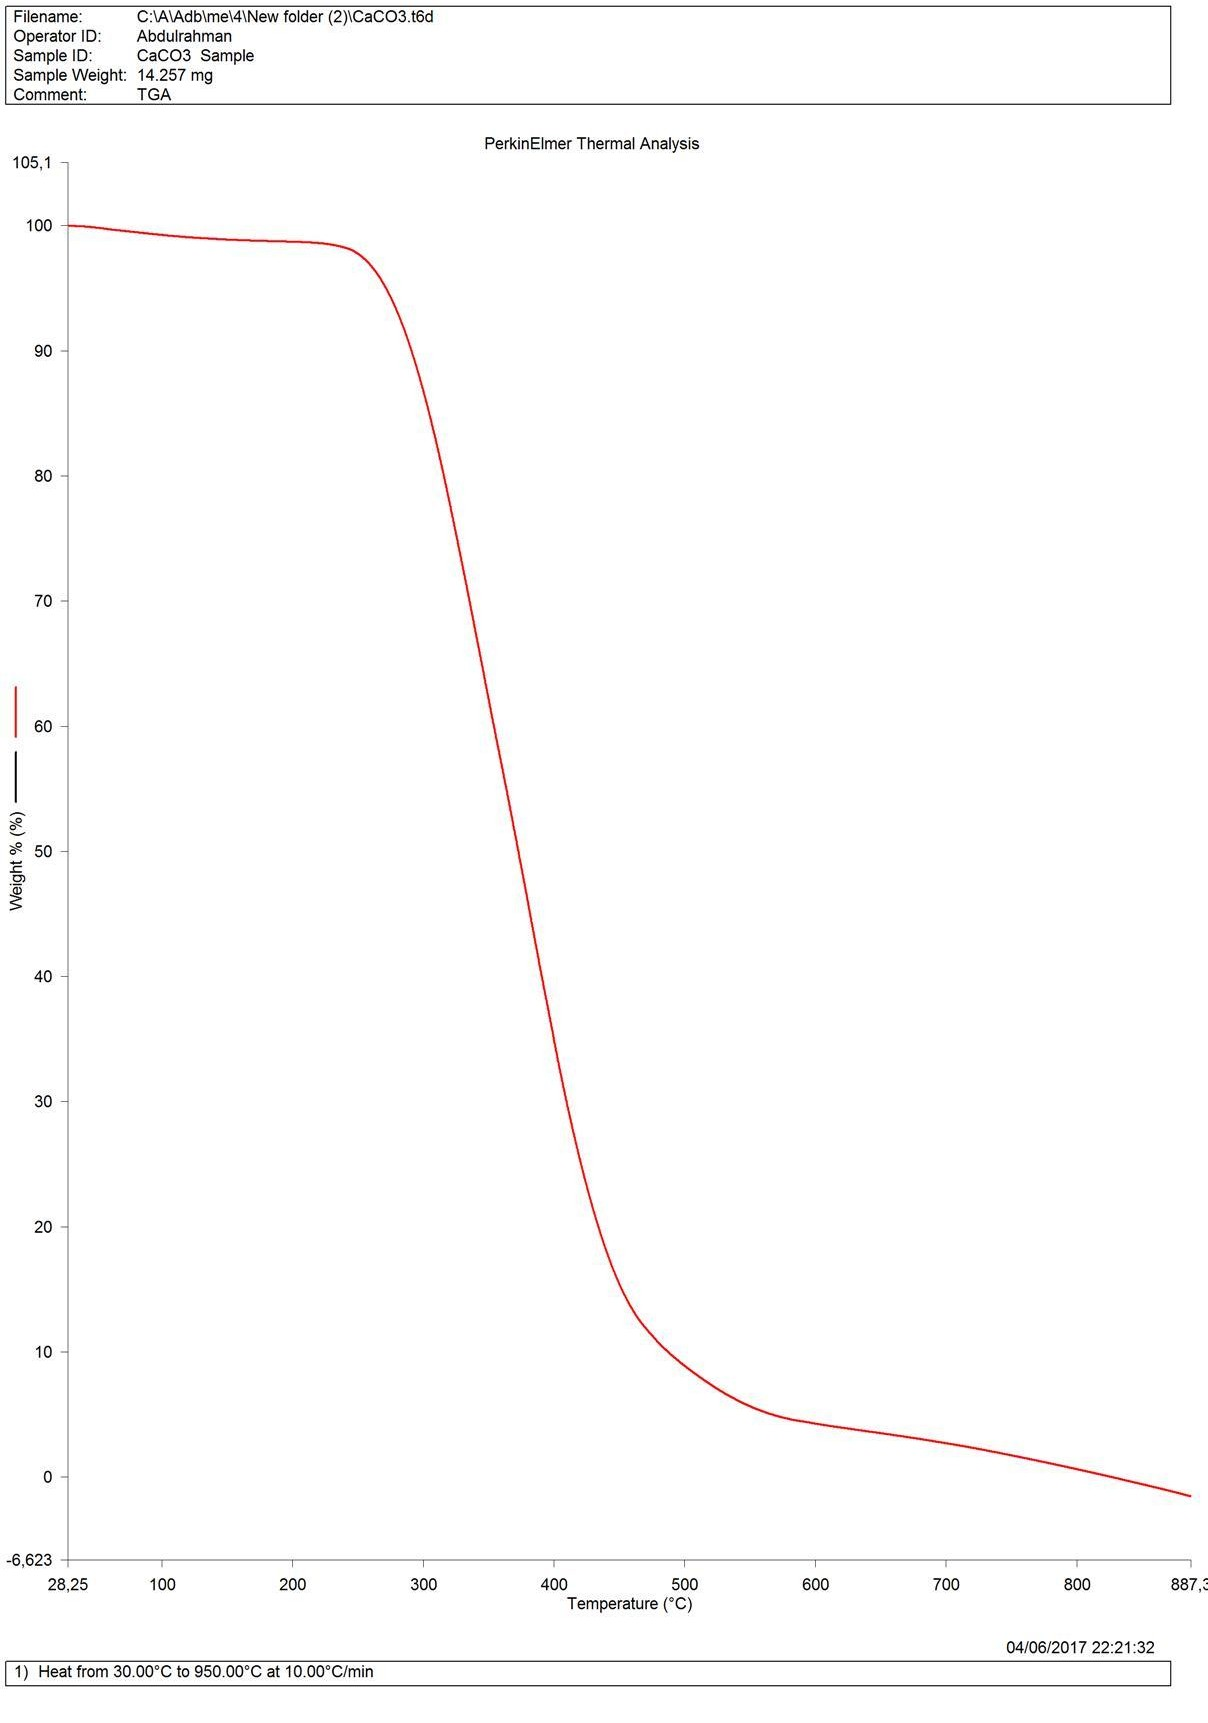 Filename: C:\A\Adb\me\4\New folder (2)\CaCO3.t6d
Operator ID: Abdulrahman
Sample ID: CaCO3 Sample
Sample Weight: 14.257 mg
Comment: TGA
PerkinElmer Thermal Analysis
105,1
100
90
80
70
60
50
40
30
20
10
0
-6,623
Weight % (%)
28,25 100 200 300 400 500 600 700 800 887,3
Temperature (°C)
04/06/2017 22:21:32
1) Heat from 30.00°C to 950.00°C at 10.00°C/min